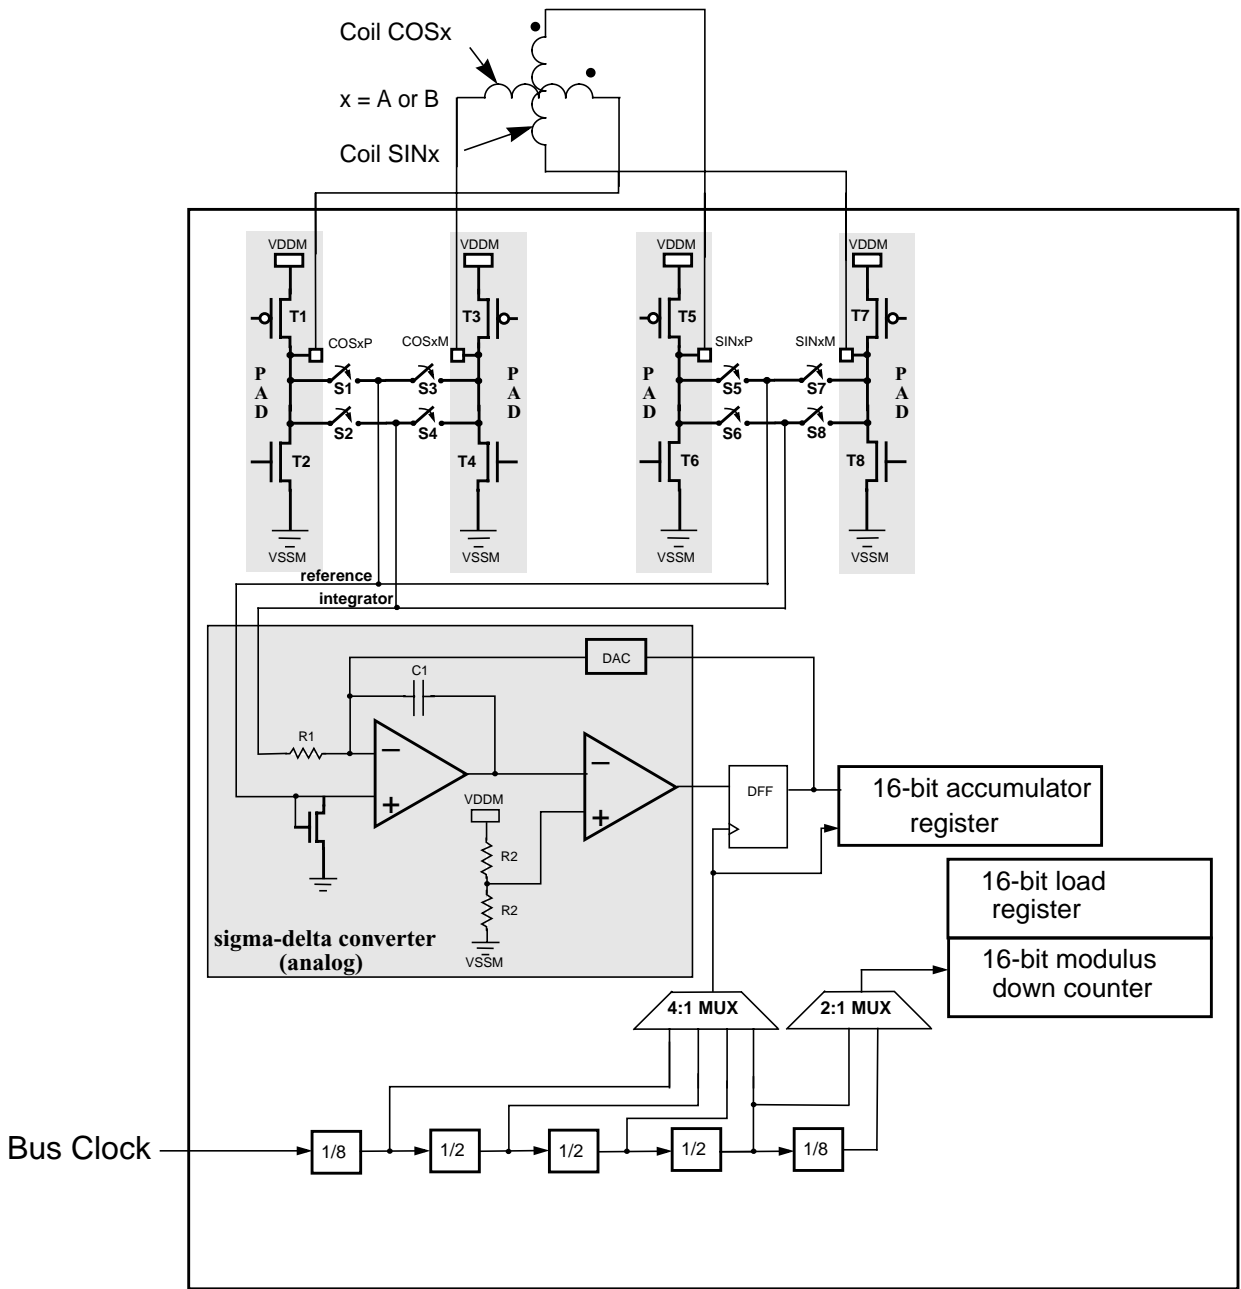 Coil COSx
x = A or B
Coil SINx
VDDM
VDDM
VDDM
VDDM
T1
T3
T5
T7
COSxP
COSxM
SINxP
SINxM
PAD
S1
S3
PAD
PAD
S5
S7
PAD
S2
S4
S6
S8
T2
T4
T6
T8
VSSM
VSSM
VSSM
VSSM
reference
integrator
DAC
C1
R1
−
+
−
+
VDDM
R2
R2
VSSM
DFF
16-bit accumulator
register
16-bit load
register
16-bit modulus
down counter
sigma-delta converter
(analog)
4:1 MUX
2:1 MUX
Bus Clock
1/8
1/2
1/2
1/2
1/8